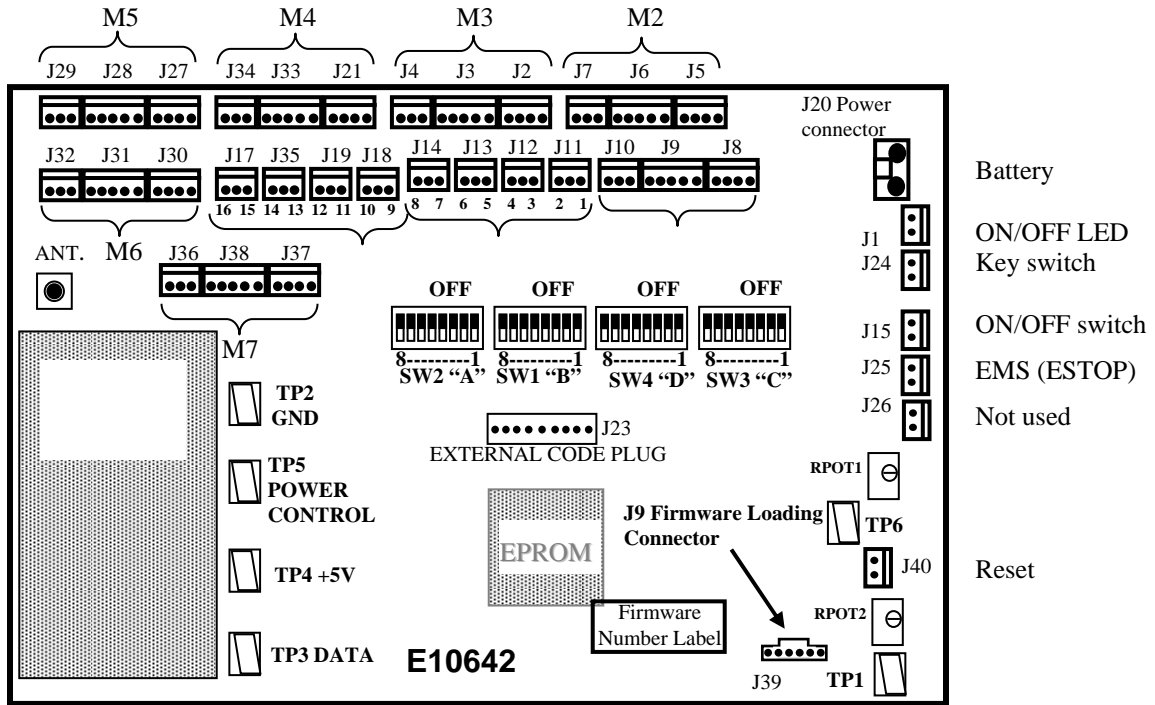 M5 M4 M3 M2
J29 J28 J27 J34 J33 J21 J4 J3 J2 J7 J6 J5
J20 Power
connector
J32 J31 J30 J17 J35 J19 J18 J14 J13 J12 J11 J10 J9 J8
Battery
16 15 14 13 12 11 10 9 8 7 6 5 4 3 2 1
ANT. M6 J36 J38 J37
J1 ON/OFF LED
J24 Key switch
OFF OFF OFF OFF
J15 ON/OFF switch
M7
8---------1 8---------1 8---------1 8---------1
SW2 “A” SW1 “B” SW4 “D” SW3 “C”
J25 EMS (ESTOP)
J26 Not used
TP2
GND
J23
EXTERNAL CODE PLUG
TP5
POWER
CONTROL
RPOT1
J9 Firmware Loading
Connector
TP6
EPROM
TP4 +5V
J40 Reset
Firmware
Number Label
RPOT2
TP3 DATA
E10642
J39
TP1